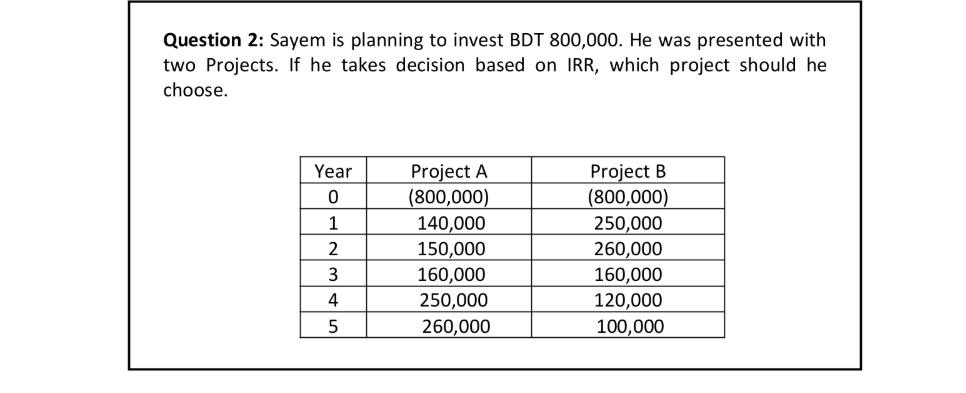 Question 2: Sayem is planning to invest BDT 800,000. He was presented with
two Projects. If he takes decision based on IRR, which project should he
choose.
Year Project A Project B
0 (800,000) (800,000)
1 140,000 250,000
2 150,000 260,000
3 160,000 160,000
4 250,000 120,000
5 260,000 100,000